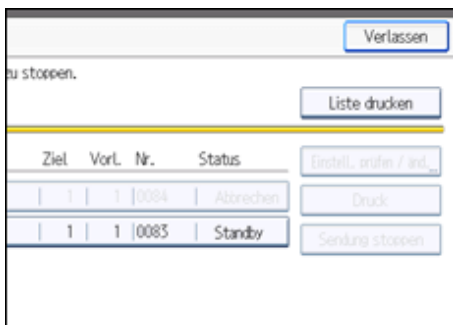 Verlassen
zu stoppen.
Liste drucken
Ziel Vorl. Nr. Status
Einstell. prüfen / änd.
1 1 0084 Abbrechen
Druck
1 1 0083 Standby
Sendung stoppen